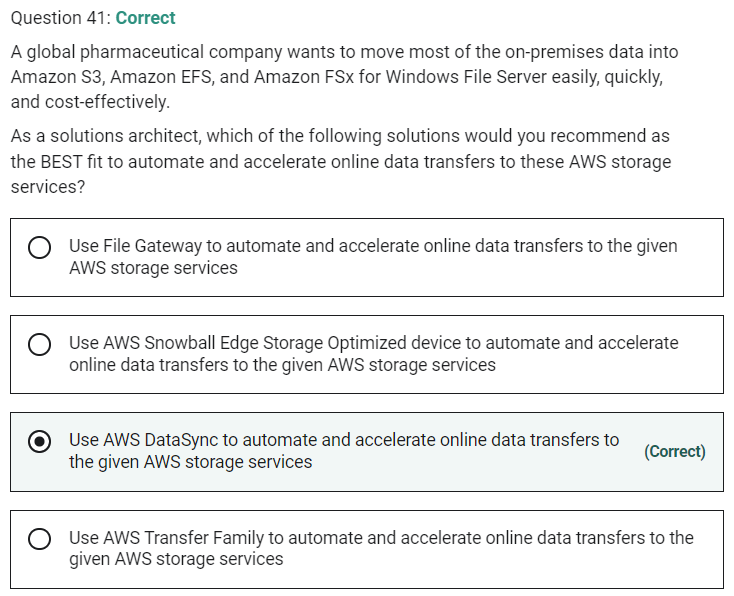 Question 41: Correct
A global pharmaceutical company wants to move most of the on-premises data into
Amazon S3, Amazon EFS, and Amazon FSx for Windows File Server easily, quickly,
and cost-effectively.
As a solutions architect, which of the following solutions would you recommend as
the BEST fit to automate and accelerate online data transfers to these AWS storage
services?
Use File Gateway to automate and accelerate online data transfers to the given
AWS storage services
Use AWS Snowball Edge Storage Optimized device to automate and accelerate
online data transfers to the given AWS storage services
Use AWS DataSync to automate and accelerate online data transfers to
the given AWS storage services
(Correct)
Use AWS Transfer Family to automate and accelerate online data transfers to the
given AWS storage services